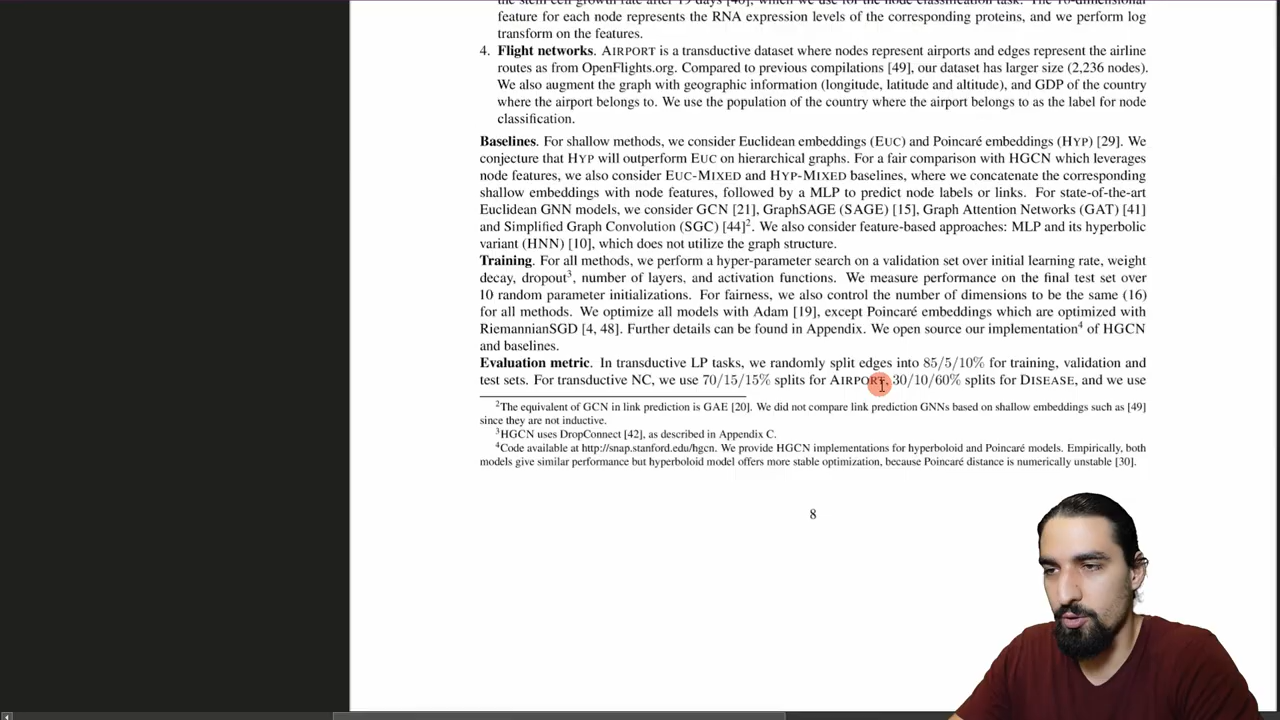 the stem cell growth rate after 19 days [40], which we use for the node classification task. The 16-dimensional
feature for each node represents the RNA expression levels of the corresponding proteins, and we perform log
transform on the features.
4. Flight networks. AIRPORT is a transductive dataset where nodes represent airports and edges represent the airline
routes as from OpenFlights.org. Compared to previous compilations [49], our dataset has larger size (2,236 nodes).
We also augment the graph with geographic information (longitude, latitude and altitude), and GDP of the country
where the airport belongs to. We use the population of the country where the airport belongs to as the label for node
classification.
Baselines. For shallow methods, we consider Euclidean embeddings (EUC) and Poincaré embeddings (HYP) [29]. We
conjecture that HYP will outperform EUC on hierarchical graphs. For a fair comparison with HGCN which leverages
node features, we also consider EUC-MIXED and HYP-MIXED baselines, where we concatenate the corresponding
shallow embeddings with node features, followed by a MLP to predict node labels or links. For state-of-the-art
Euclidean GNN models, we consider GCN [21], GraphSAGE (SAGE) [15], Graph Attention Networks (GAT) [41]
and Simplified Graph Convolution (SGC) [44]². We also consider feature-based approaches: MLP and its hyperbolic
variant (HNN) [10], which does not utilize the graph structure.
Training. For all methods, we perform a hyper-parameter search on a validation set over initial learning rate, weight
decay, dropout³, number of layers, and activation functions. We measure performance on the final test set over
10 random parameter initializations. For fairness, we also control the number of dimensions to be the same (16)
for all methods. We optimize all models with Adam [19], except Poincaré embeddings which are optimized with
RiemannianSGD [4, 48]. Further details can be found in Appendix. We open source our implementation⁴ of HGCN
and baselines.
Evaluation metric. In transductive LP tasks, we randomly split edges into 85/5/10% for training, validation and
test sets. For transductive NC, we use 70/15/15% splits for AIRPORT, 30/10/60% splits for DISEASE, and we use
²The equivalent of GCN in link prediction is GAE [20]. We did not compare link prediction GNNs based on shallow embeddings such as [49]
since they are not inductive.
³HGCN uses DropConnect [42], as described in Appendix C.
⁴Code available at http://snap.stanford.edu/hgcn. We provide HGCN implementations for hyperboloid and Poincaré models. Empirically, both
models give similar performance but hyperboloid model offers more stable optimization, because Poincaré distance is numerically unstable [30].
8